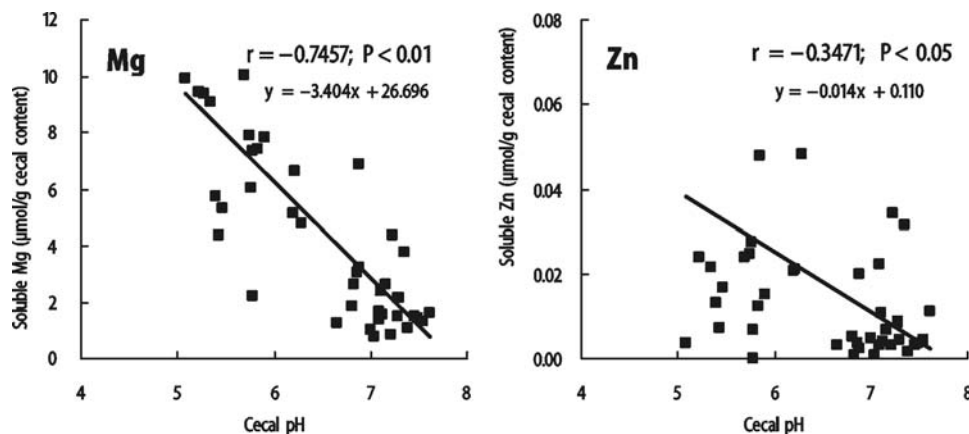 Mg
r = −0.7457; P < 0.01
y = −3.404x + 26.696
Soluble Mg (μmol/g cecal content)
12
10
8
6
4
2
0
4 5 6 7 8
Cecal pH
Zn
r = −0.3471; P < 0.05
y = −0.014x + 0.110
Soluble Zn (μmol/g cecal content)
0.08
0.06
0.04
0.02
0.00
4 5 6 7 8
Cecal pH